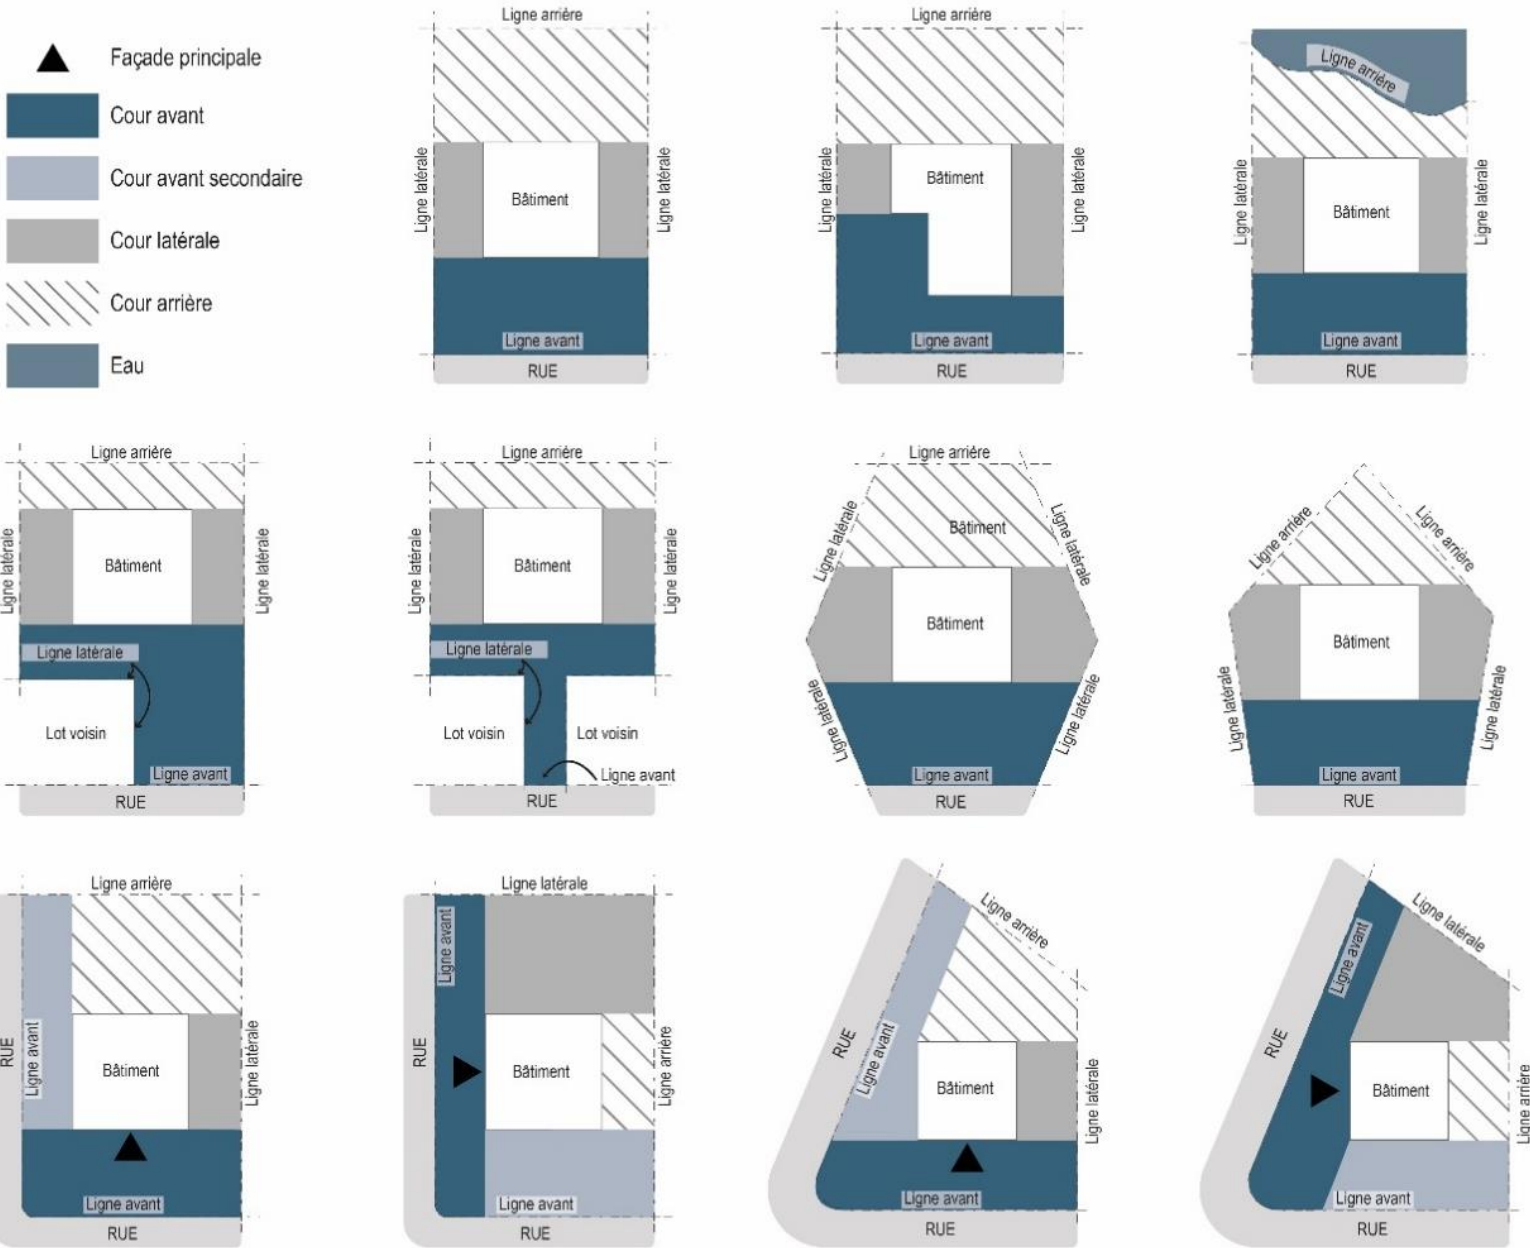 Façade principale
Cour avant
Cour avant secondaire
Cour latérale
Cour arrière
Eau
Ligne arrière
Ligne latérale
Bâtiment
Ligne latérale
Ligne avant
RUE
Ligne arrière
Ligne latérale
Bâtiment
Ligne latérale
Ligne avant
RUE
Ligne arrière
Ligne latérale
Bâtiment
Ligne latérale
Ligne avant
RUE
Ligne arrière
Ligne latérale
Bâtiment
Ligne latérale
Ligne latérale
Lot voisin
Ligne avant
RUE
Ligne arrière
Ligne latérale
Bâtiment
Ligne latérale
Ligne latérale
Lot voisin
Lot voisin
Ligne avant
RUE
Ligne arrière
Ligne latérale
Bâtiment
Ligne latérale
Bâtiment
Ligne latérale
Ligne latérale
Ligne avant
RUE
Ligne arrière
Ligne arrière
Bâtiment
Ligne latérale
Ligne latérale
Ligne avant
RUE
Ligne arrière
RUE
Ligne avant
Bâtiment
Ligne latérale
Ligne avant
RUE
Ligne latérale
Ligne avant
RUE
Bâtiment
Ligne arrière
Ligne avant
RUE
Ligne arrière
RUE
Ligne avant
Bâtiment
Ligne latérale
Ligne avant
RUE
Ligne latérale
Ligne avant
RUE
Bâtiment
Ligne arrière
Ligne avant
RUE